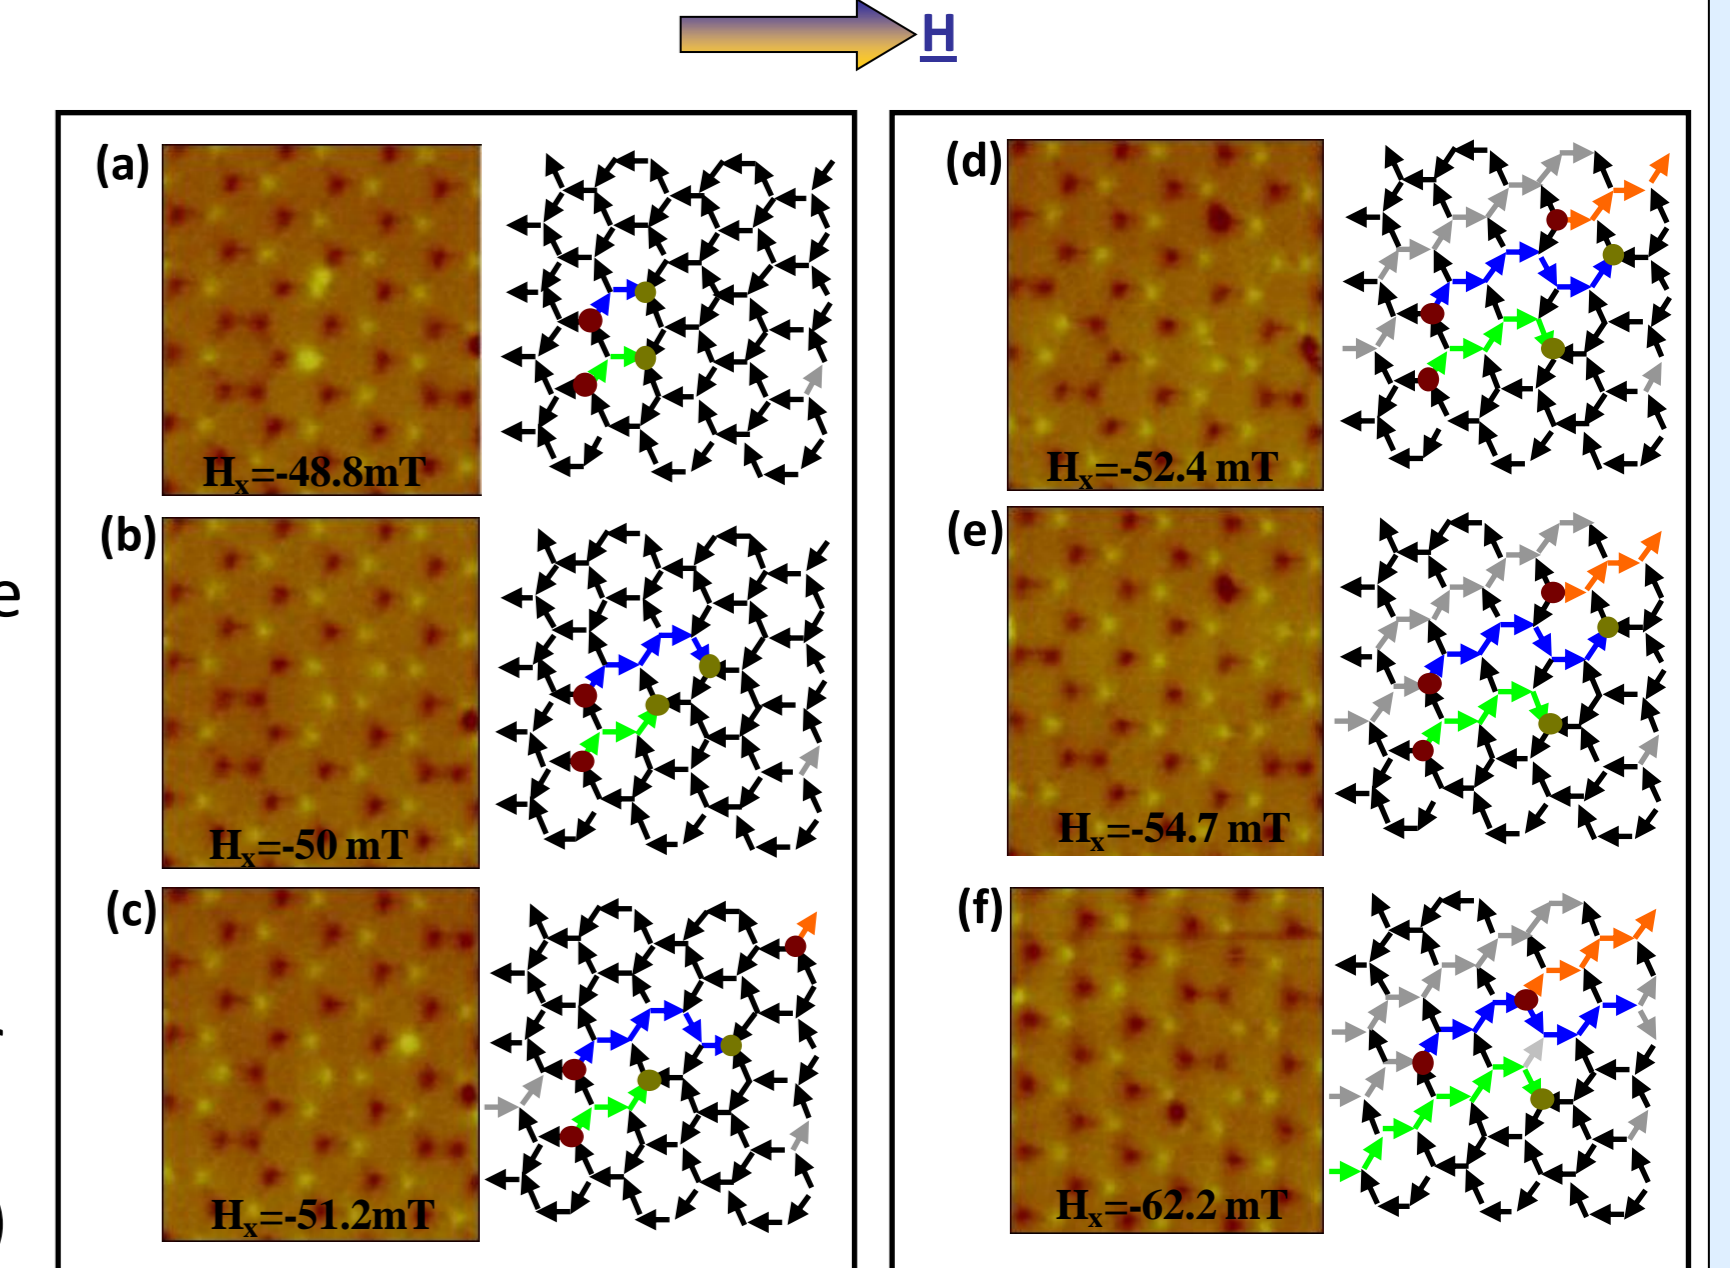 H
(a)
Hx=-48.8mT
(b)
Hx=-50 mT
(c)
Hx=-51.2mT
(d)
Hx=-52.4 mT
(e)
Hx=-54.7 mT
(f)
Hx=-62.2 mT
e
)